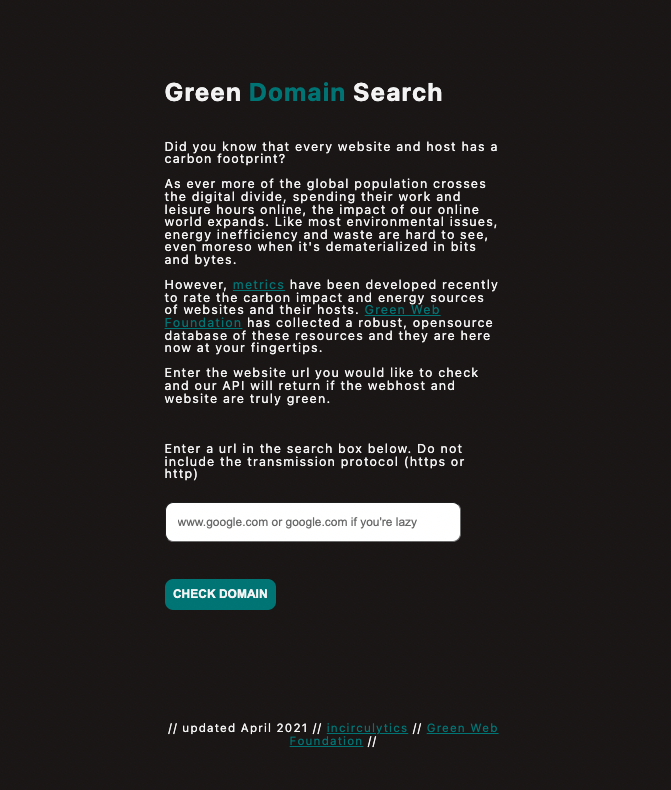 Green Domain Search
Did you know that every website and host has a
carbon footprint?
As ever more of the global population crosses
the digital divide, spending their work and
leisure hours online, the impact of our online
world expands. Like most environmental issues,
energy inefficiency and waste are hard to see,
even moreso when it's dematerialized in bits
and bytes.
However, metrics have been developed recently
to rate the carbon impact and energy sources
of websites and their hosts. Green Web
Foundation has collected a robust, opensource
database of these resources and they are here
now at your fingertips.
Enter the website url you would like to check
and our API will return if the webhost and
website are truly green.
Enter a url in the search box below. Do not
include the transmission protocol (https or
http)
www.google.com or google.com if you're lazy
CHECK DOMAIN
// updated April 2021 // incirculytics // Green Web
Foundation //